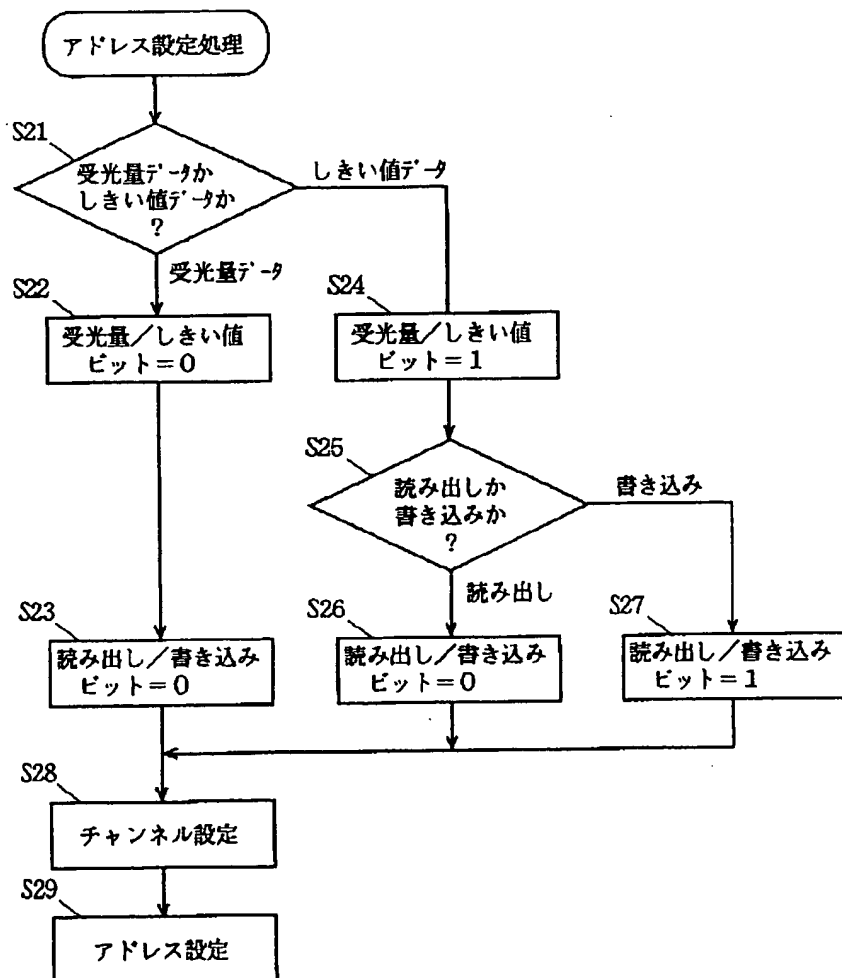 アドレス設定処理
S21
受光量データか
しきい値データか
?
しきい値データ
受光量データ
S22
受光量/しきい値
ビット=0
S24
受光量/しきい値
ビット=1
S25
読み出しか
書き込みか
?
書き込み
読み出し
S23
読み出し/書き込み
ビット=0
S26
読み出し/書き込み
ビット=0
S27
読み出し/書き込み
ビット=1
S28
チャンネル設定
S29
アドレス設定